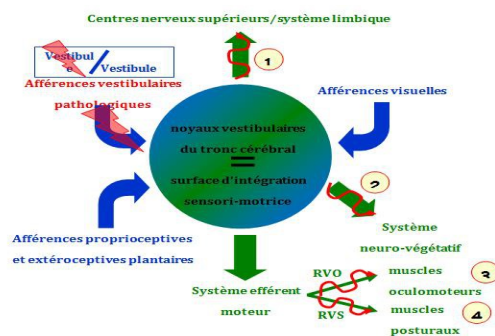 Centres nerveux supérieurs/système limbique
1
Vestibul
e
/
Vestibule
Afférences vestibulaires
pathologiques
Afférences visuelles
noyaux vestibulaires
du tronc cérébral
=
surface d'intégration
sensori-motrice
2
Afférences proprioceptives
et extéroceptives plantaires
Système
neuro-végétatif
Système efférent
moteur
RVO
muscles
oculomoteurs
3
RVS
muscles
posturaux
4